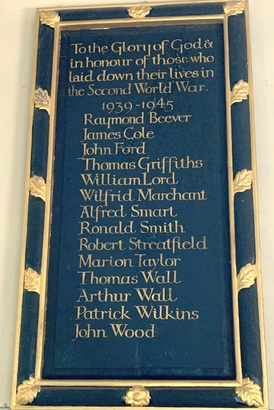 To the Glory of God &
in honour of those who
laid down their lives in
the Second World War.
1939-1945
Raymond Beever
James Cole
John Ford
Thomas Griffiths
William Lord
Wilfrid Marchant
Alfred Smart
Ronald Smith
Robert Streatfield
Marion Taylor
Thomas Wall
Arthur Wall
Patrick Wilkins
John Wood